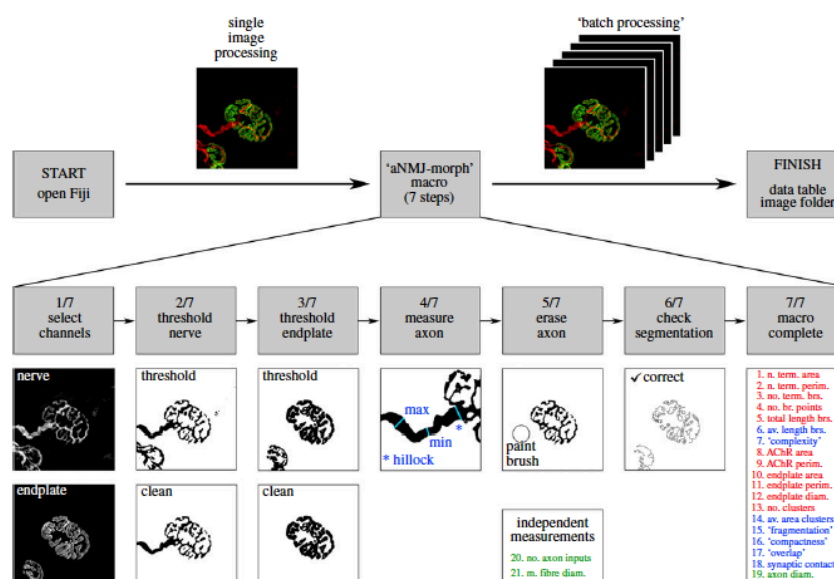 single
image
processing
‘batch processing’
START
open Fiji
‘aNMJ-morph’
macro
(7 steps)
FINISH
data table
image folder
1/7
select
channels
2/7
threshold
nerve
3/7
threshold
endplate
4/7
measure
axon
5/7
erase
axon
6/7
check
segmentation
7/7
macro
complete
nerve
threshold
threshold
max
min
*
* hillock
paint
brush
✓ correct
endplate
clean
clean
independent
measurements
20. no. axon inputs
21. m. fibre diam.
1. n. term. area
2. n. term. perim.
3. no. term. brs.
4. no. br. points
5. total length brs.
6. av. length brs.
7. ‘complexity’
8. AChR area
9. AChR perim.
10. endplate area
11. endplate perim.
12. endplate diam.
13. no. clusters
14. av. area clusters
15. ‘fragmentation’
16. ‘compactness’
17. ‘overlap’
18. synaptic contact
19. axon diam.